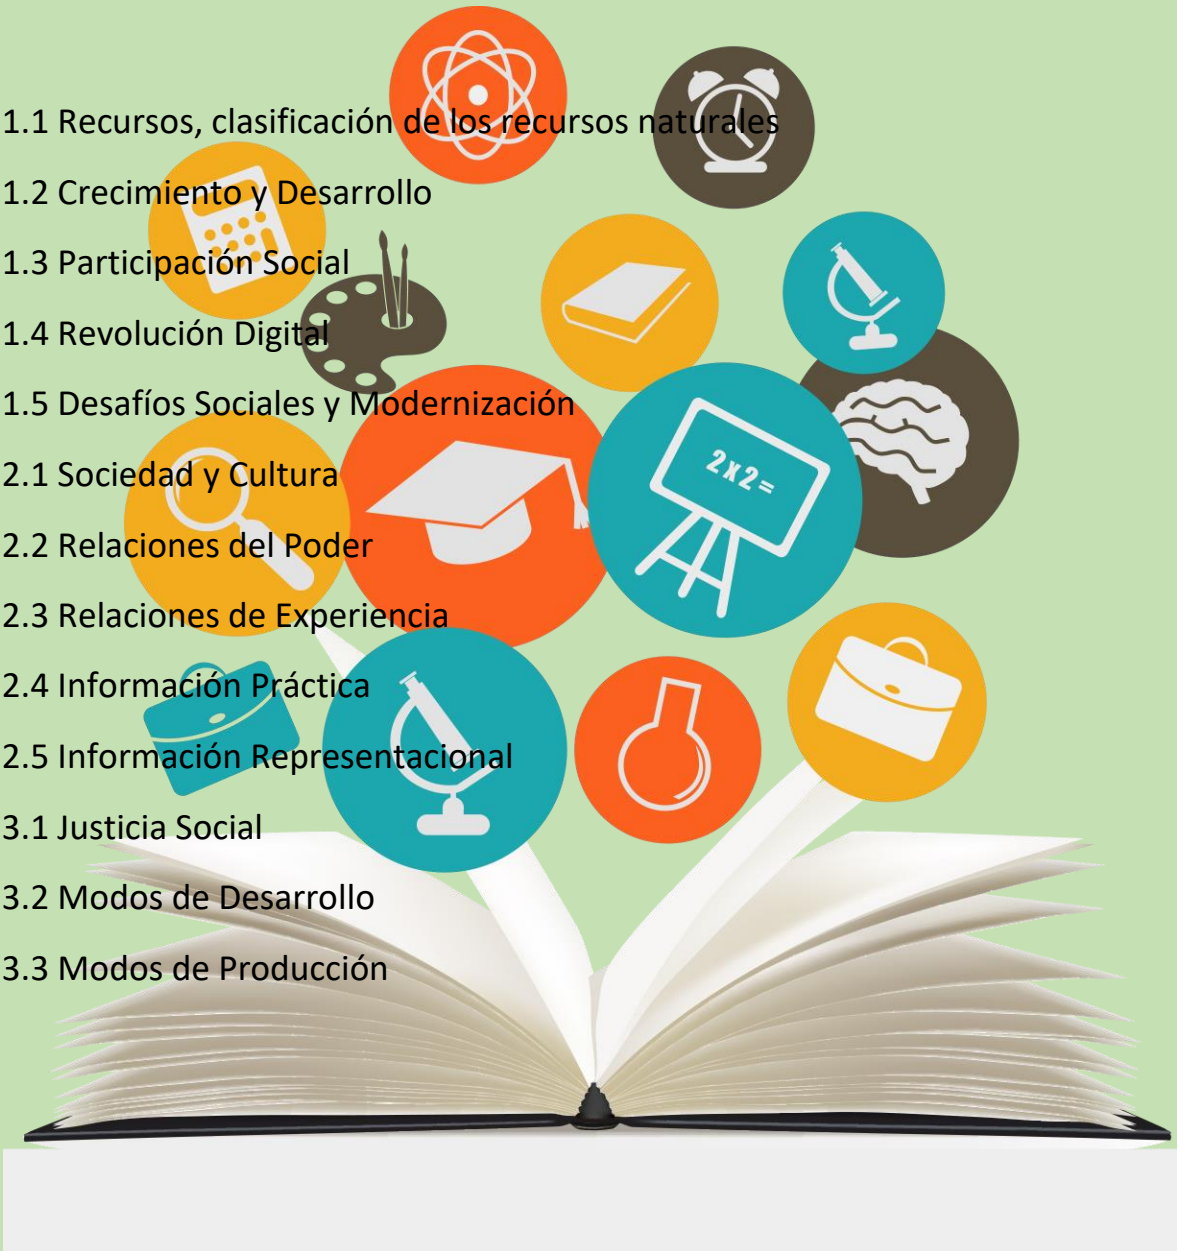 1.1 Recursos, clasificación de los recursos naturales
1.2 Crecimiento y Desarrollo
1.3 Participación Social
1.4 Revolución Digital
1.5 Desafíos Sociales y Modernización
2.1 Sociedad y Cultura
2x2=
2.2 Relaciones del Poder
2.3 Relaciones de Experiencia
2.4 Información Práctica
2.5 Información Representacional
3.1 Justicia Social
3.2 Modos de Desarrollo
3.3 Modos de Producción